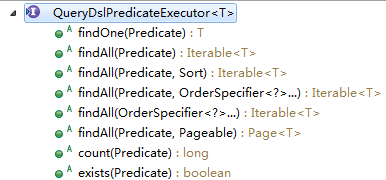 QueryDslPredicateExecutor<T>
findOne(Predicate) : T
findAll(Predicate) : Iterable<T>
findAll(Predicate, Sort) : Iterable<T>
findAll(Predicate, OrderSpecifier<?>...) : Iterable<T>
findAll(OrderSpecifier<?>...) : Iterable<T>
findAll(Predicate, Pageable) : Page<T>
count(Predicate) : long
exists(Predicate) : boolean